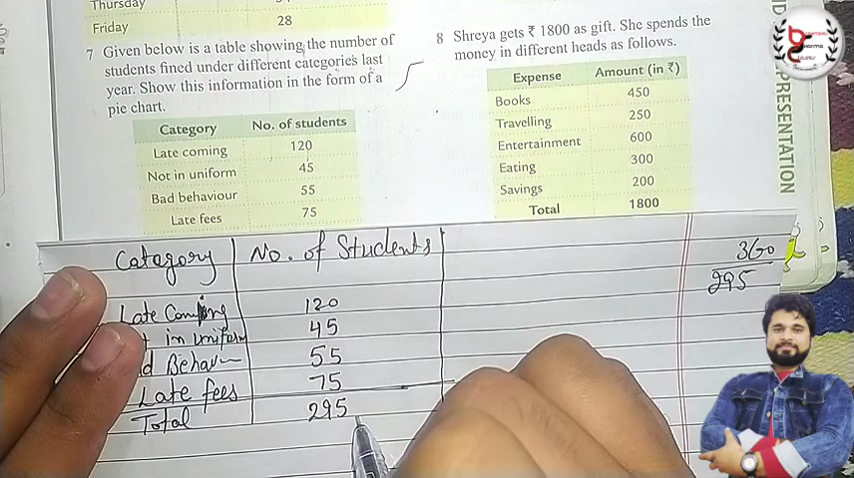 Thursday
Friday 28
7 Given below is a table showing the number of
students fined under different categories last
year. Show this information in the form of a
pie chart.
Category No. of students
Late coming 120
Not in uniform 45
Bad behaviour 55
Late fees 75
8 Shreya gets ₹ 1800 as gift. She spends the
money in different heads as follows.
Expense Amount (in ₹)
Books 450
Travelling 250
Entertainment 600
Eating 300
Savings 200
Total 1800
PRESENTATION
Category No. of Students
Late Coming 120
in uniform 45
Behav 55
Late fees 75
Total 295
360
295